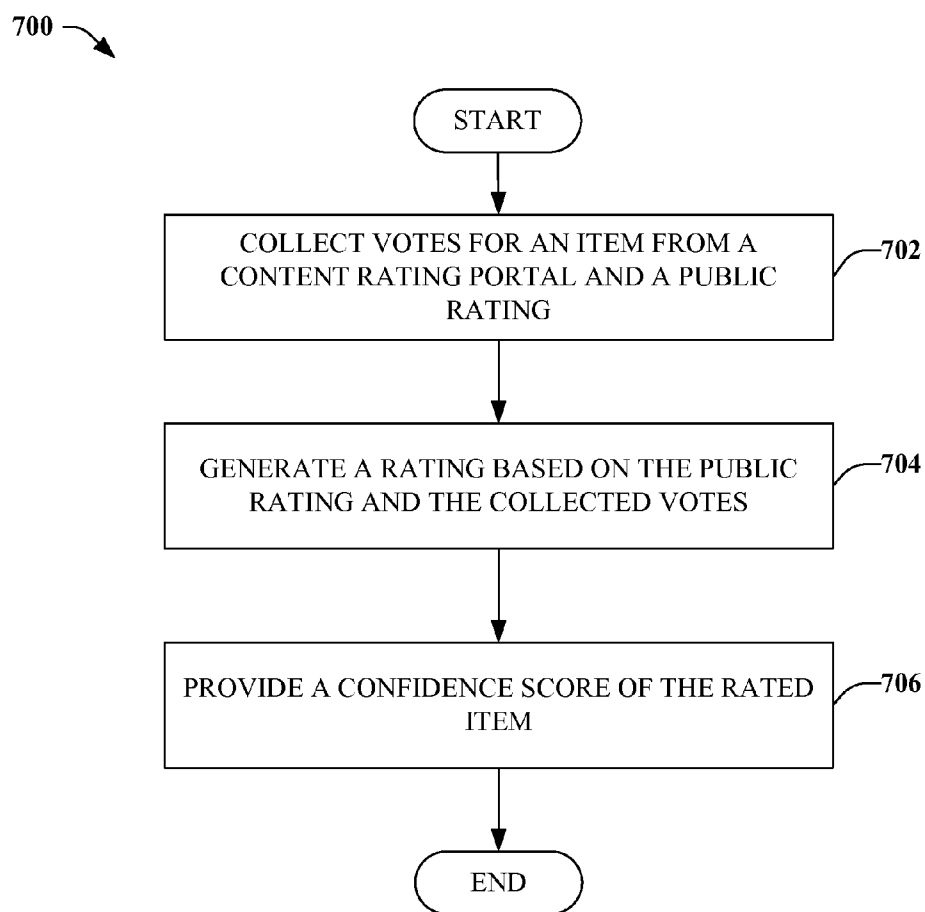 700
START
COLLECT VOTES FOR AN ITEM FROM A
CONTENT RATING PORTAL AND A PUBLIC
RATING
702
GENERATE A RATING BASED ON THE PUBLIC
RATING AND THE COLLECTED VOTES
704
PROVIDE A CONFIDENCE SCORE OF THE RATED
ITEM
706
END